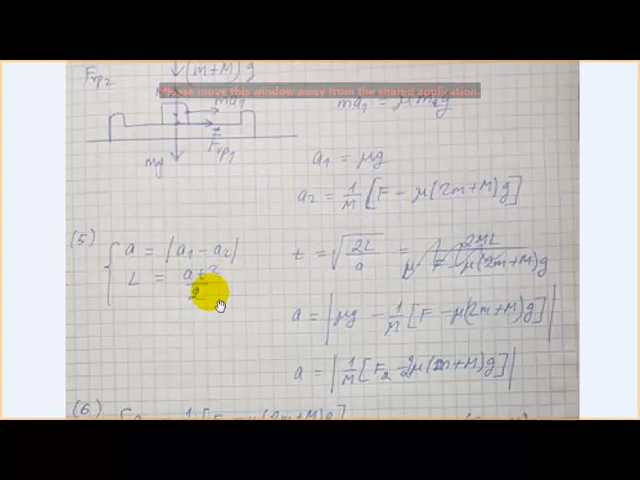 Fтр2
(m+M)g
Please move this window away from the shared application.
ma₁
ma₁ = μmg
Fтр1
mg
a₁ = μg
a₂ = 1/M [F - μ(2m+M)g]
(5) { a = |a₁ - a₂|
L = at²/2
t = √(2L/a) =
2ML
μ(2m+M)g
a = |μg - 1/M [F - μ(2m+M)g]|
a = |1/M [F - 2μ(m+M)g]|
(6)